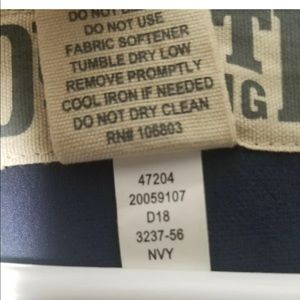 DO NOT USE
FABRIC SOFTENER
TUMBLE DRY LOW
REMOVE PROMPTLY
COOL IRON IF NEEDED
DO NOT DRY CLEAN
RN# 106803
47204
20059107
D18
3237-56
NVY